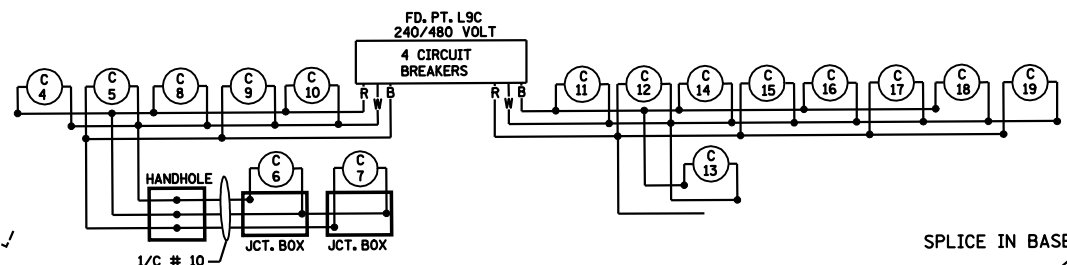 FD. PT. L9C
240/480 VOLT
4 CIRCUIT
BREAKERS
C 4
C 5
C 8
C 9
C 10
R W B
R W B
C 11
C 12
C 14
C 15
C 16
C 17
C 18
C 19
C 6
C 7
C 13
HANDHOLE
JCT. BOX
JCT. BOX
1/C # 10
SPLICE IN BASE